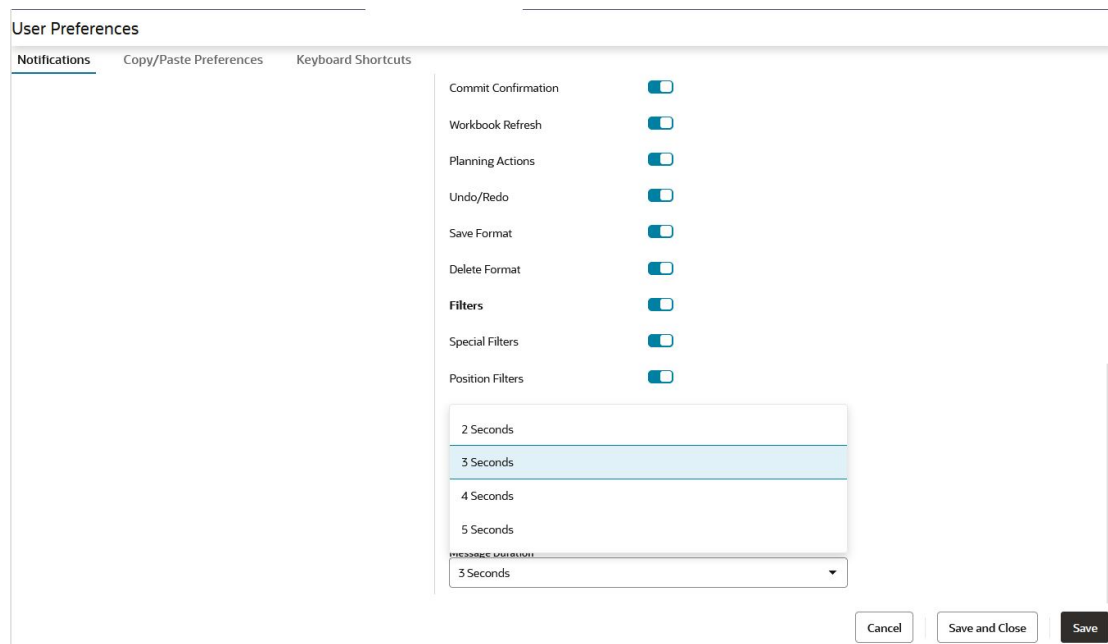 User Preferences
Notifications Copy/Paste Preferences Keyboard Shortcuts
Commit Confirmation
Workbook Refresh
Planning Actions
Undo/Redo
Save Format
Delete Format
Filters
Special Filters
Position Filters
2 Seconds
3 Seconds
4 Seconds
5 Seconds
Message Duration
3 Seconds
Cancel Save and Close Save